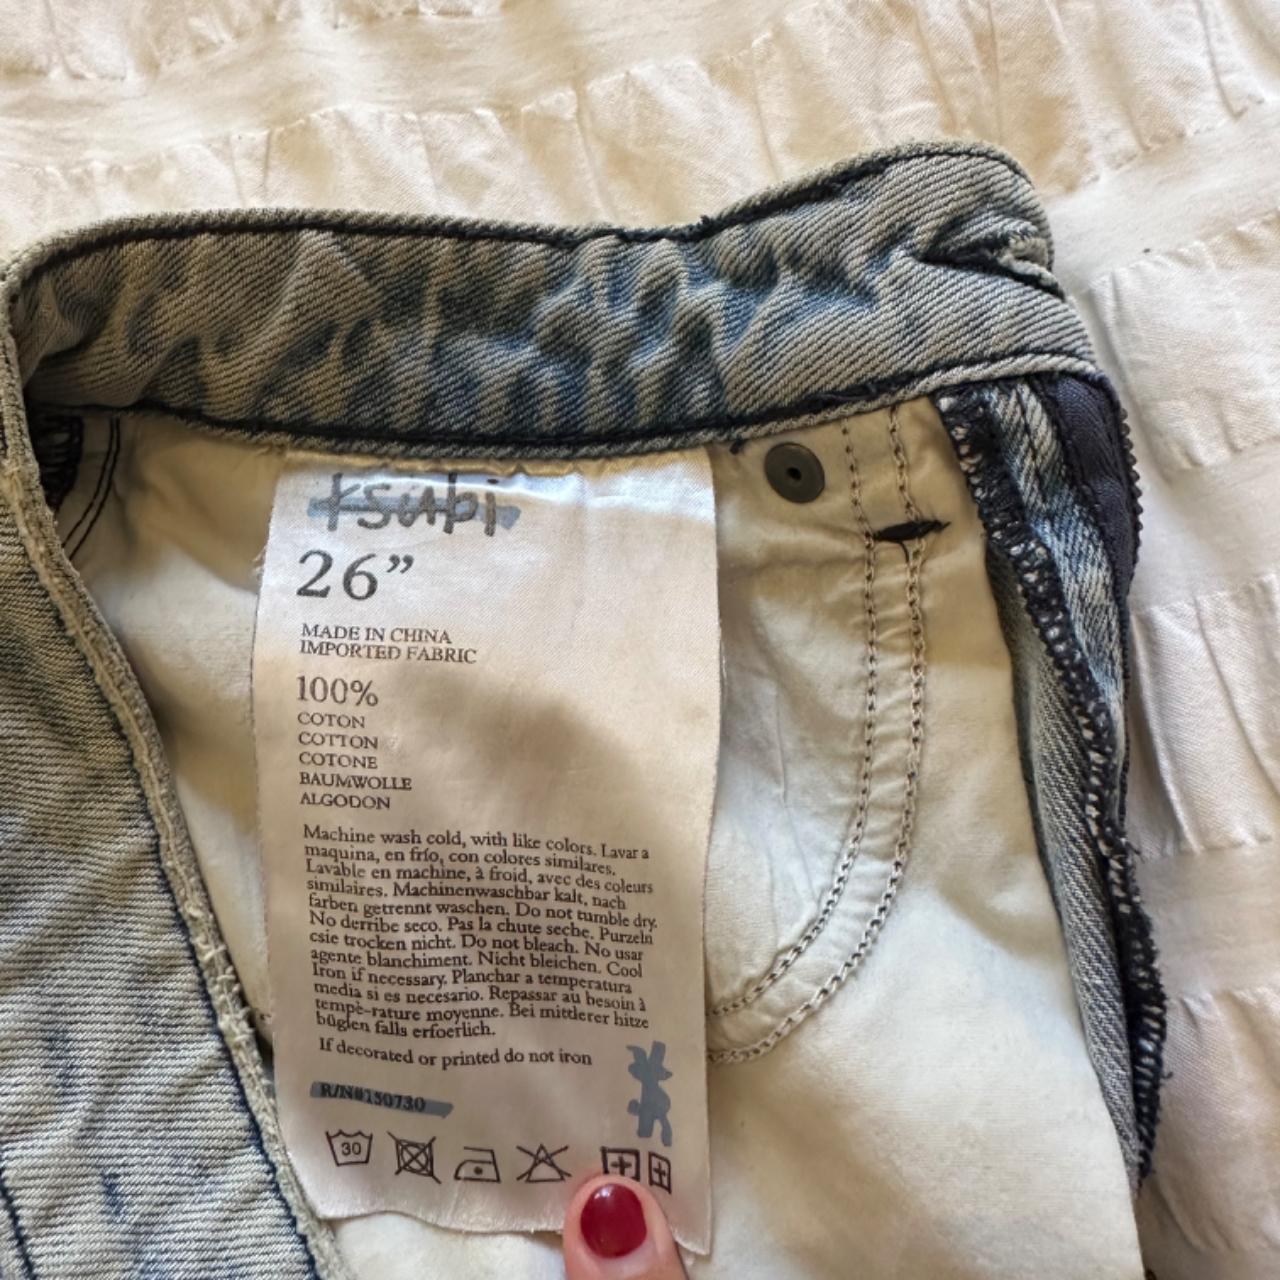 Ksubi
26”
MADE IN CHINA
IMPORTED FABRIC
100%
COTON
COTTON
COTONE
BAUMWOLLE
ALGODON
Machine wash cold, with like colors. Lavar a
maquina, en frío, con colores similares.
Lavable en machine, à froid, avec des coleurs
similaires. Machinenwaschbar kalt, nach
farben getrennt waschen. Do not tumble dry.
No derribe seco. Pas la chute seche. Purzeln
csie trocken nicht. Do not bleach. No usar
agente blanchiment. Nicht bleichen. Cool
Iron if necessary. Planchar a temperatura
media si es necesario. Repassar au besoin à
tempè-rature moyenne. Bei mittlerer hitze
büglen falls erfoerlich.
If decorated or printed do not iron
R/N#150730
30